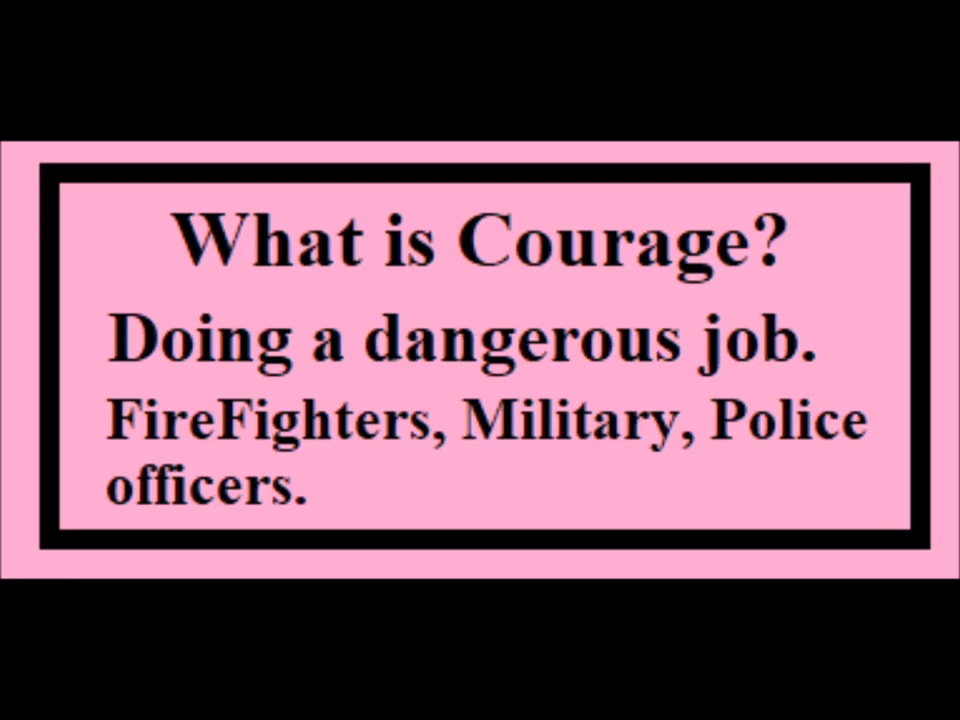 What is Courage?
Doing a dangerous job.
FireFighters, Military, Police
officers.